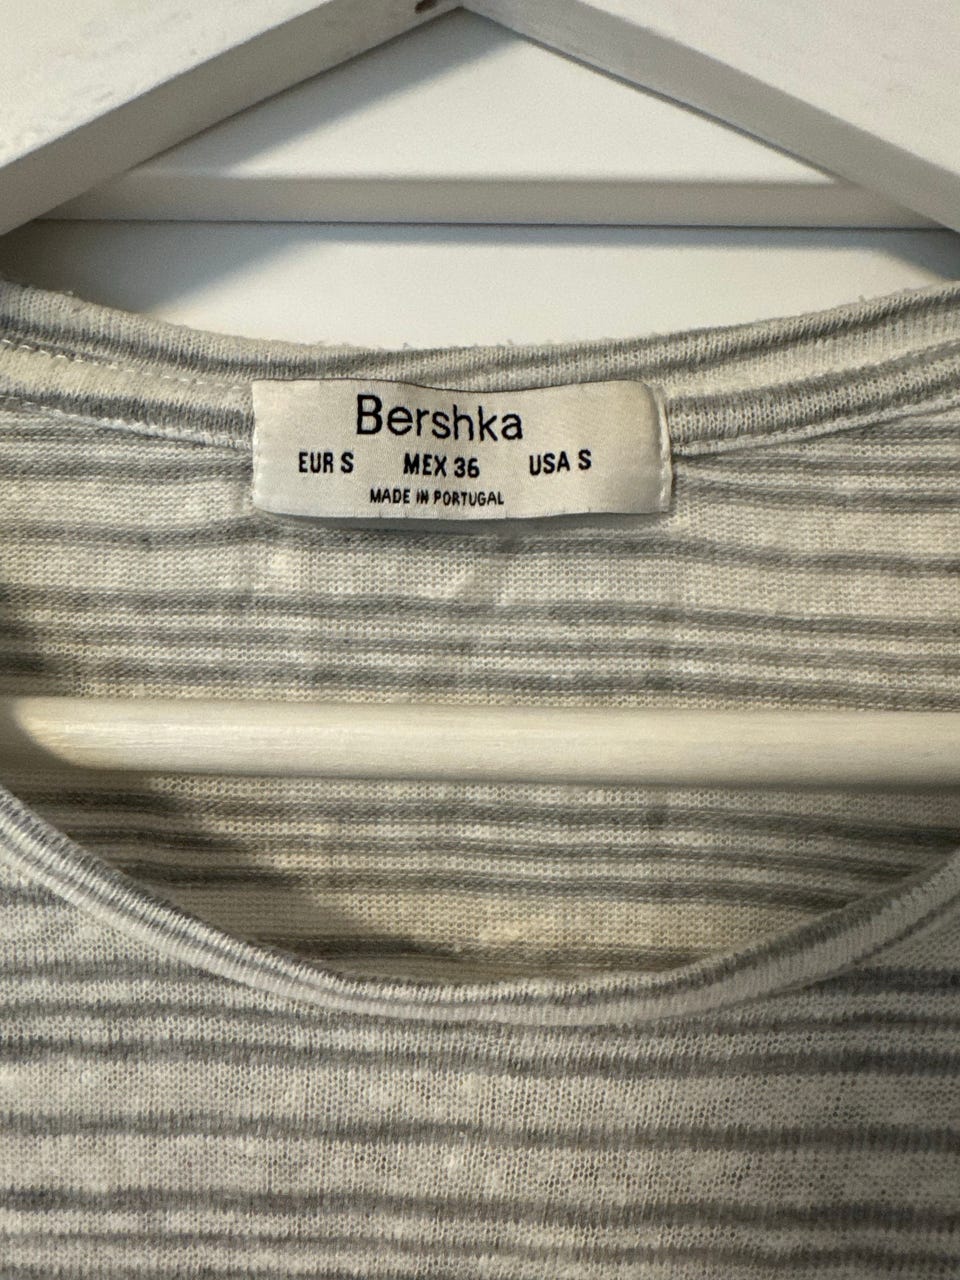 Bershka
EUR S MEX 36 USA S
MADE IN PORTUGAL